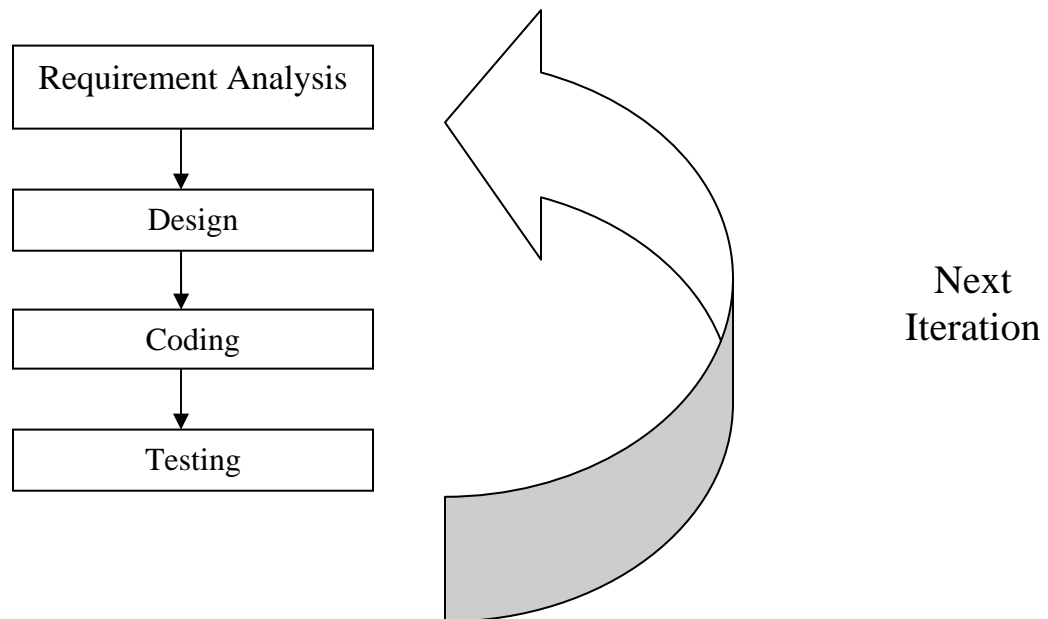 Requirement Analysis
Design
Coding
Testing
Next
Iteration